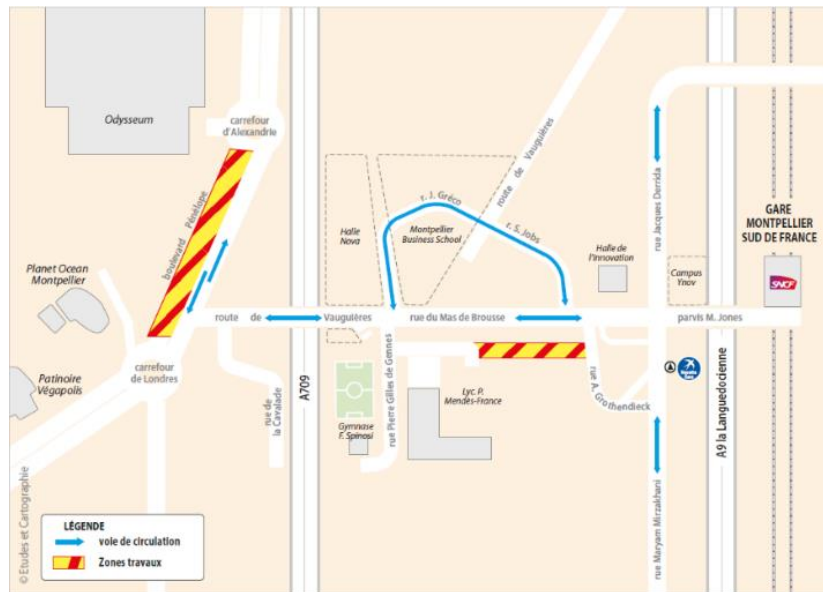 Odysseum
carrefour
d'Alexandrie
boulevard Pénélope
Planet Ocean
Montpellier
Patinoire
Végapolis
carrefour
de Londres
route de Vauguières
rue de
la Cavalade
A709
Halle
Nova
Montpellier
Business School
r. J. Gréco
r. S. Jobs
route de Vauguières
Halle de
l'Innovation
rue Jacques Derrida
Campus
Ynov
GARE
MONTPELLIER
SUD DE FRANCE
SNCF
rue du Mas de Brousse
parvis M. Jones
rue Pierre Gilles de Gennes
Gymnase
F. Spinosi
Lyc. P.
Mendès-France
rue A. Grothendieck
rue Maryam Mirzakhani
A9 la Languedocienne
© Etudes et Cartographie
LÉGENDE
voie de circulation
Zones travaux